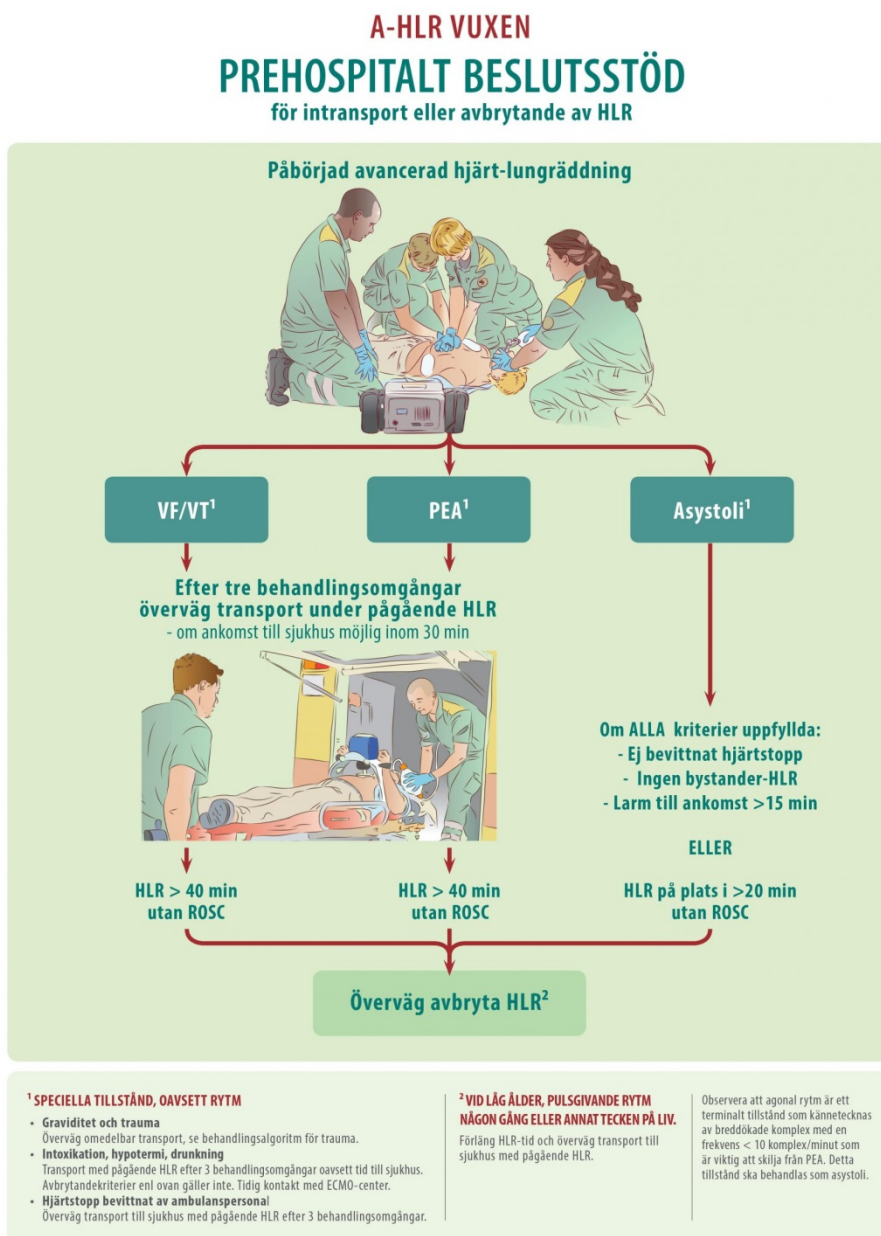 A-HLR VUXEN
PREHOSPITALT BESLUTSSTÖD
för intransport eller avbrytande av HLR
Påbörjad avancerad hjärt-lungräddning
VF/VT¹
PEA¹
Asystoli¹
Efter tre behandlingsomgångar
överväg transport under pågående HLR
- om ankomst till sjukhus möjlig inom 30 min
Om ALLA kriterier uppfyllda:
- Ej bevittnat hjärtstopp
- Ingen bystander-HLR
- Larm till ankomst >15 min
ELLER
HLR > 40 min
utan ROSC
HLR > 40 min
utan ROSC
HLR på plats i >20 min
utan ROSC
Överväg avbryta HLR²
¹ SPECIELLA TILLSTÅND, OAVSETT RYTM
• Graviditet och trauma
Överväg omedelbar transport, se behandlingsalgoritm för trauma.
• Intoxikation, hypotermi, drunkning
Transport med pågående HLR efter 3 behandlingsomgångar oavsett tid till sjukhus.
Avbrytandekriterier enl ovan gäller inte. Tidig kontakt med ECMO-center.
• Hjärtstopp bevittnat av ambulanspersonal
Överväg transport till sjukhus med pågående HLR efter 3 behandlingsomgångar.
² VID LÅG ÅLDER, PULSGIVANDE RYTM
NÅGON GÅNG ELLER ANNAT TECKEN PÅ LIV.
Förläng HLR-tid och överväg transport till
sjukhus med pågående HLR.
Observera att agonal rytm är ett
terminalt tillstånd som kännetecknas
av breddökade komplex med en
frekvens < 10 komplex/minut som
är viktig att skilja från PEA. Detta
tillstånd ska behandlas som asystoli.